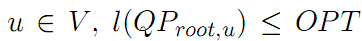 u ∈ V, l(QP_{root,u}) ≤ OPT